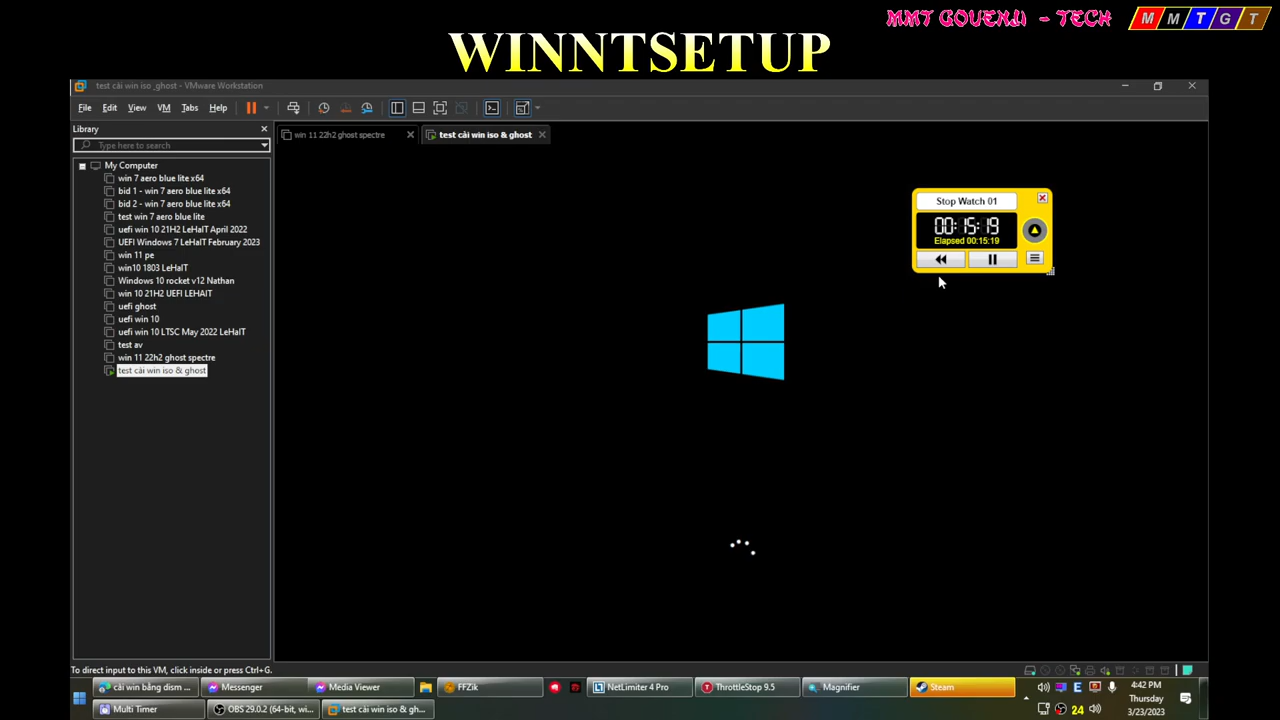 MMT GOUENJI - TECH
MMTGT
WINNTSETUP
test cài win iso _ghost - VMware Workstation
File Edit View VM Tabs Help
Library
Type here to search
win 11 22h2 ghost spectre
test cài win iso & ghost
My Computer
win 7 aero blue lite x64
bid 1 - win 7 aero blue lite x64
bid 2 - win 7 aero blue lite x64
test win 7 aero blue lite
uefi win 10 21H2 LeHaIT April 2022
UEFI Windows 7 LeHaIT February 2023
win 11 pe
win10 1803 LeHaIT
Windows 10 rocket v12 Nathan
win 10 21H2 UEFI LEHAIT
uefi ghost
uefi win 10
uefi win 10 LTSC May 2022 LeHaIT
test av
win 11 22h2 ghost spectre
test cài win iso & ghost
Stop Watch 01
00:15:19
Elapsed 00:15:19
To direct input to this VM, click inside or press Ctrl+G.
cài win bằng dism ...
Messenger
Media Viewer
FFZik
NetLimiter 4 Pro
ThrottleStop 9.5
Magnifier
Steam
4:42 PM
Thursday
3/23/2023
Multi Timer
OBS 29.0.2 (64-bit, wi...
test cài win iso & gh...
24